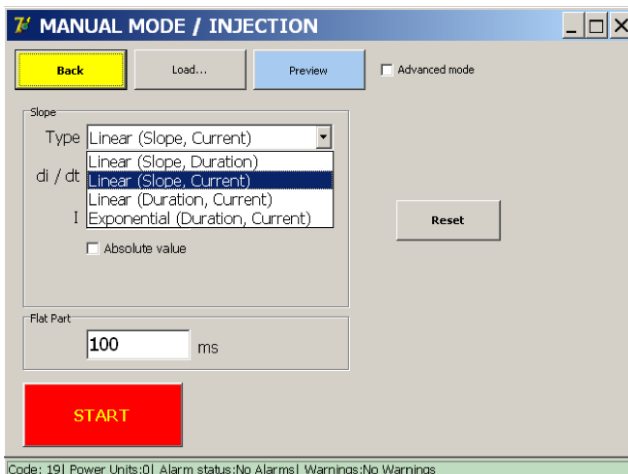 MANUAL MODE / INJECTION
Back
Load...
Preview
Advanced mode
Slope
Type Linear (Slope, Current)
Linear (Slope, Duration)
di / dt Linear (Slope, Current)
Linear (Duration, Current)
I Exponential (Duration, Current)
Absolute value
Reset
Flat Part
100 ms
START
Code: 19| Power Units:0| Alarm status:No Alarms| Warnings:No Warnings